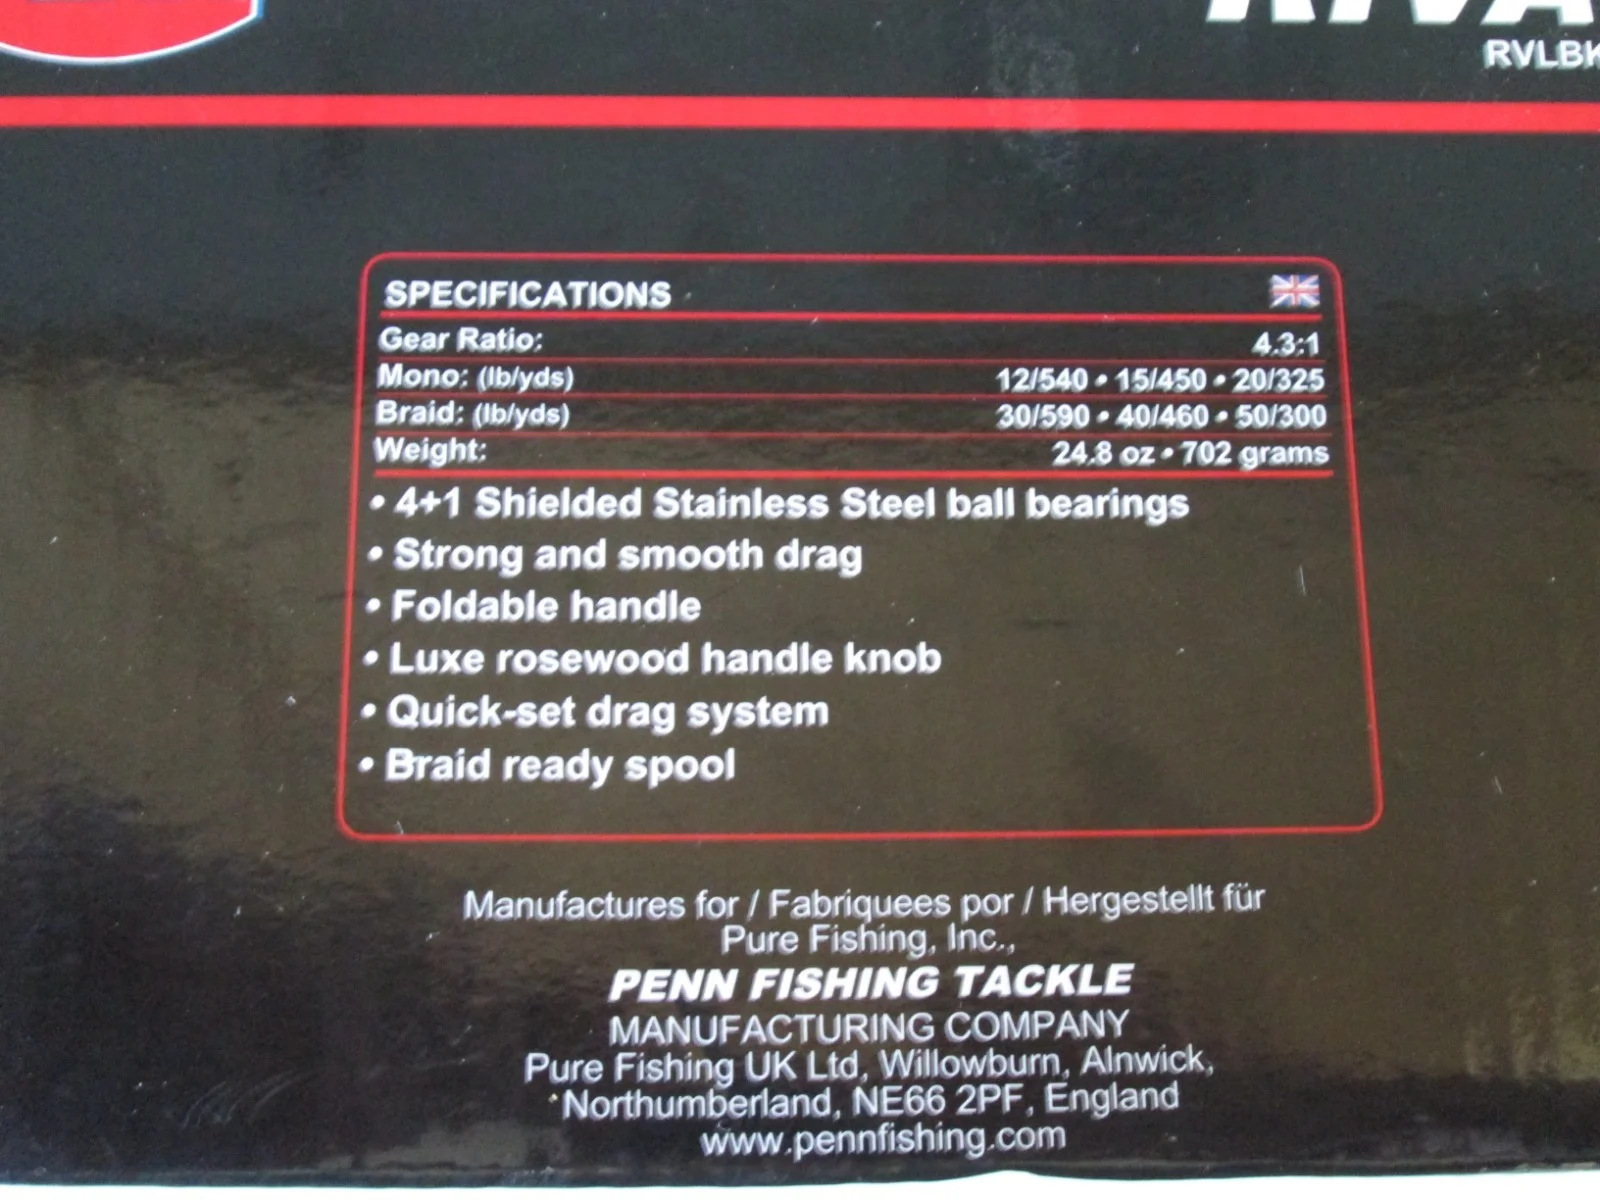 SPECIFICATIONS
Gear Ratio: 4.3:1
Mono: (lb/yds) 12/540 • 15/450 • 20/325
Braid: (lb/yds) 30/590 • 40/460 • 50/300
Weight: 24.8 oz • 702 grams
• 4+1 Shielded Stainless Steel ball bearings
• Strong and smooth drag
• Foldable handle
• Luxe rosewood handle knob
• Quick-set drag system
• Braid ready spool
Manufactures for / Fabriquees por / Hergestellt für
Pure Fishing, Inc.,
PENN FISHING TACKLE
MANUFACTURING COMPANY
Pure Fishing UK Ltd, Willowburn, Alnwick,
Northumberland, NE66 2PF, England
www.pennfishing.com